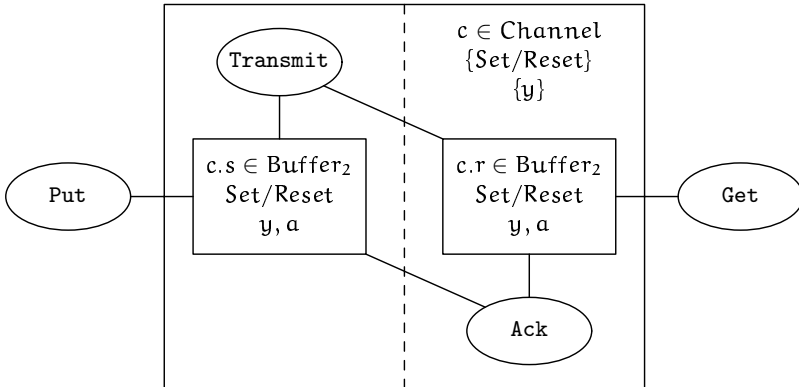 c ∈ Channel
{Set/Reset}
{y}
Transmit
c.s ∈ Buffer₂
Set/Reset
y, a
c.r ∈ Buffer₂
Set/Reset
y, a
Put
Get
Ack